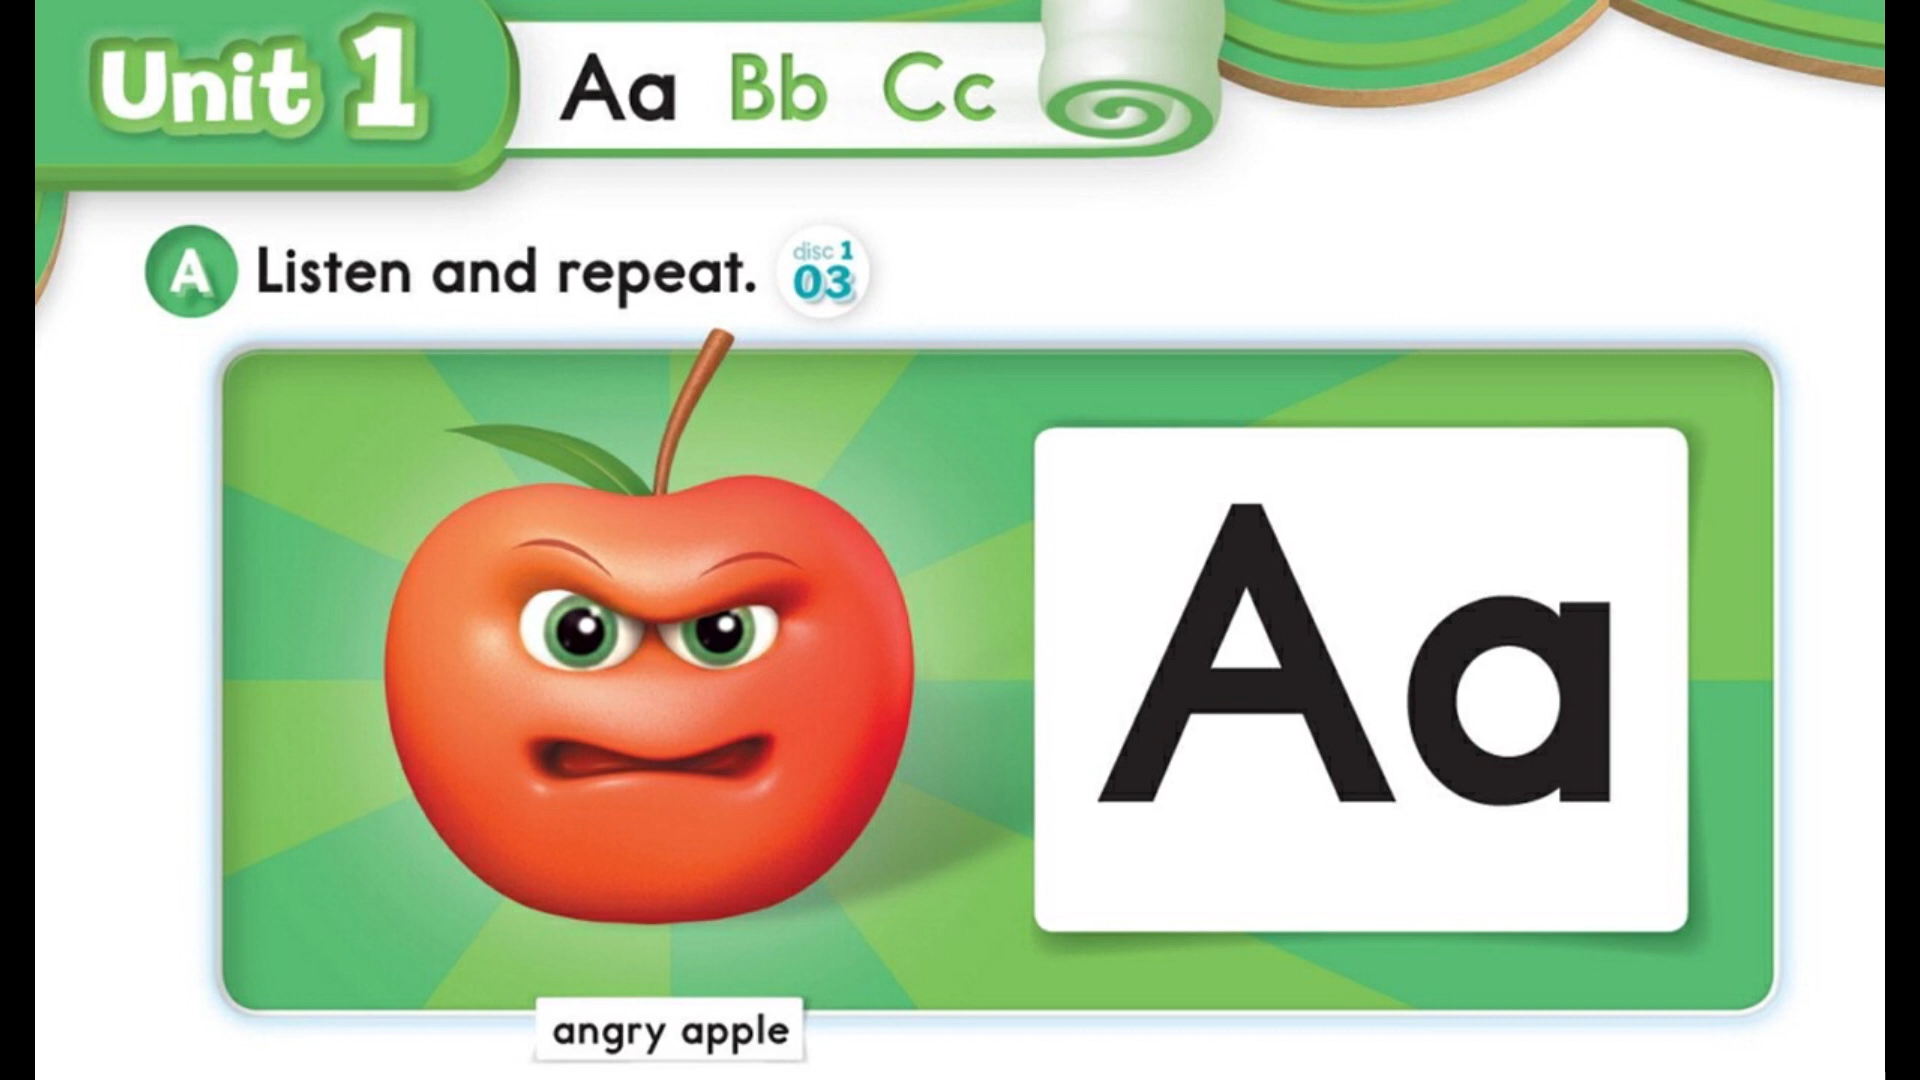 Unit 1
Aa Bb Cc
A Listen and repeat.
disc 1
03
Aa
angry apple